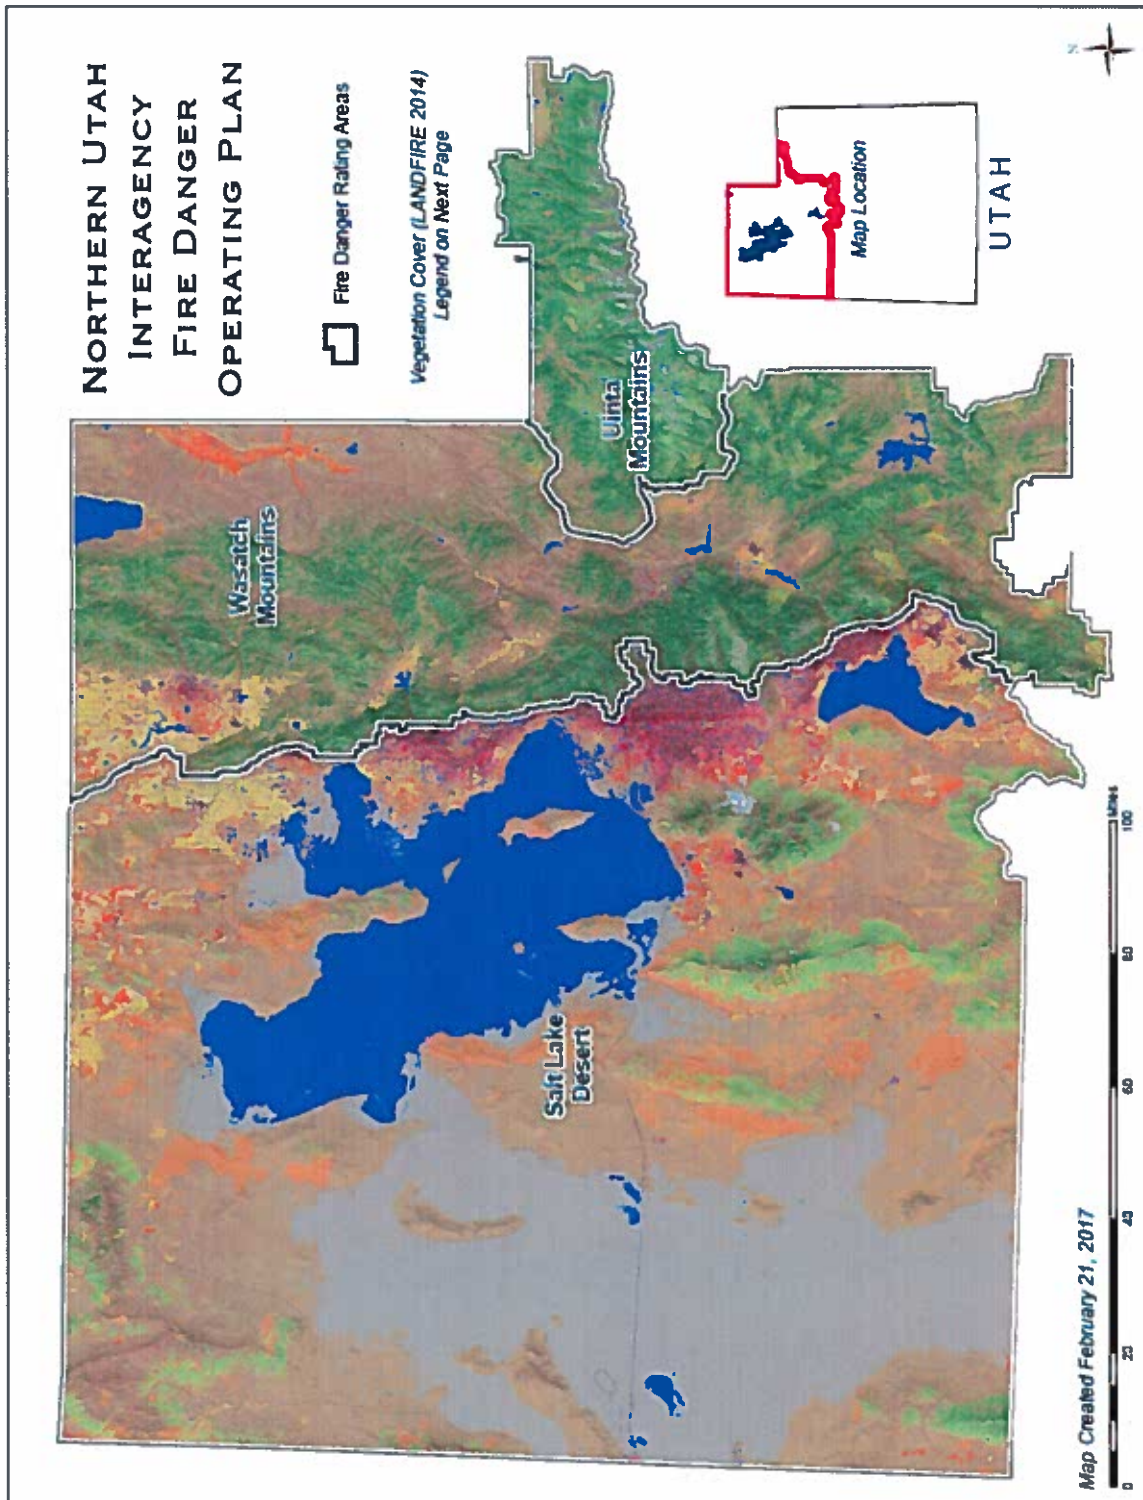 NORTHERN UTAH
INTERAGENCY
FIRE DANGER
OPERATING PLAN
Fire Danger Rating Areas
Vegetation Cover (LANDFIRE 2014)
Legend on Next Page
Wasatch
Mountains
Uinta
Mountains
Salt Lake
Desert
Map Location
UTAH
N
Map Created February 21, 2017
0 20 40 60 80 100
Miles